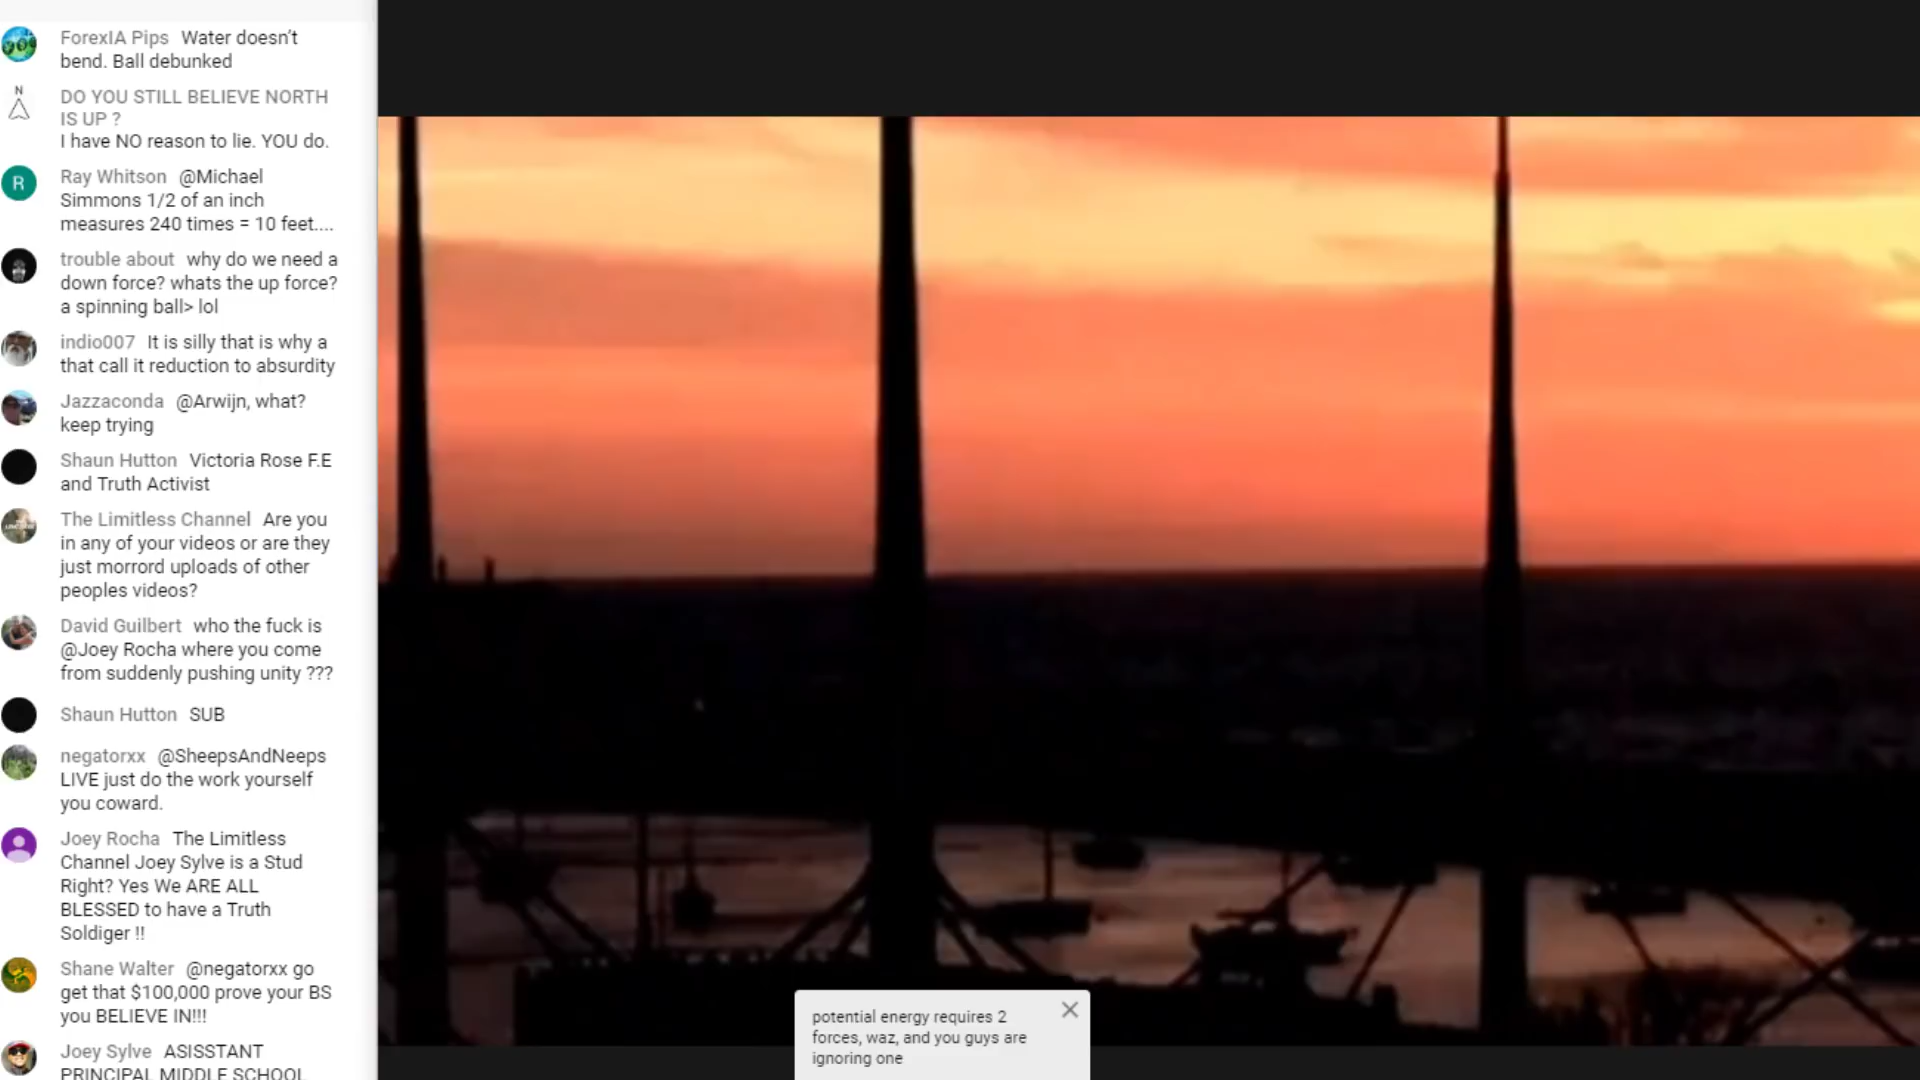 ForexIA Pips Water doesn't
bend. Ball debunked
N
DO YOU STILL BELIEVE NORTH
IS UP ?
I have NO reason to lie. YOU do.
R
Ray Whitson @Michael
Simmons 1/2 of an inch
measures 240 times = 10 feet....
trouble about why do we need a
down force? whats the up force?
a spinning ball> lol
indio007 It is silly that is why a
that call it reduction to absurdity
Jazzaconda @Arwijn, what?
keep trying
Shaun Hutton Victoria Rose F.E
and Truth Activist
The Limitless Channel Are you
in any of your videos or are they
just morrord uploads of other
peoples videos?
David Guilbert who the fuck is
@Joey Rocha where you come
from suddenly pushing unity ???
Shaun Hutton SUB
negatorxx @SheepsAndNeeps
LIVE just do the work yourself
you coward.
Joey Rocha The Limitless
Channel Joey Sylve is a Stud
Right? Yes We ARE ALL
BLESSED to have a Truth
Soldiger !!
Shane Walter @negatorxx go
get that $100,000 prove your BS
you BELIEVE IN!!!
Joey Sylve ASISSTANT
PRINCIPAL MIDDLE SCHOOL
potential energy requires 2
forces, waz, and you guys are
ignoring one